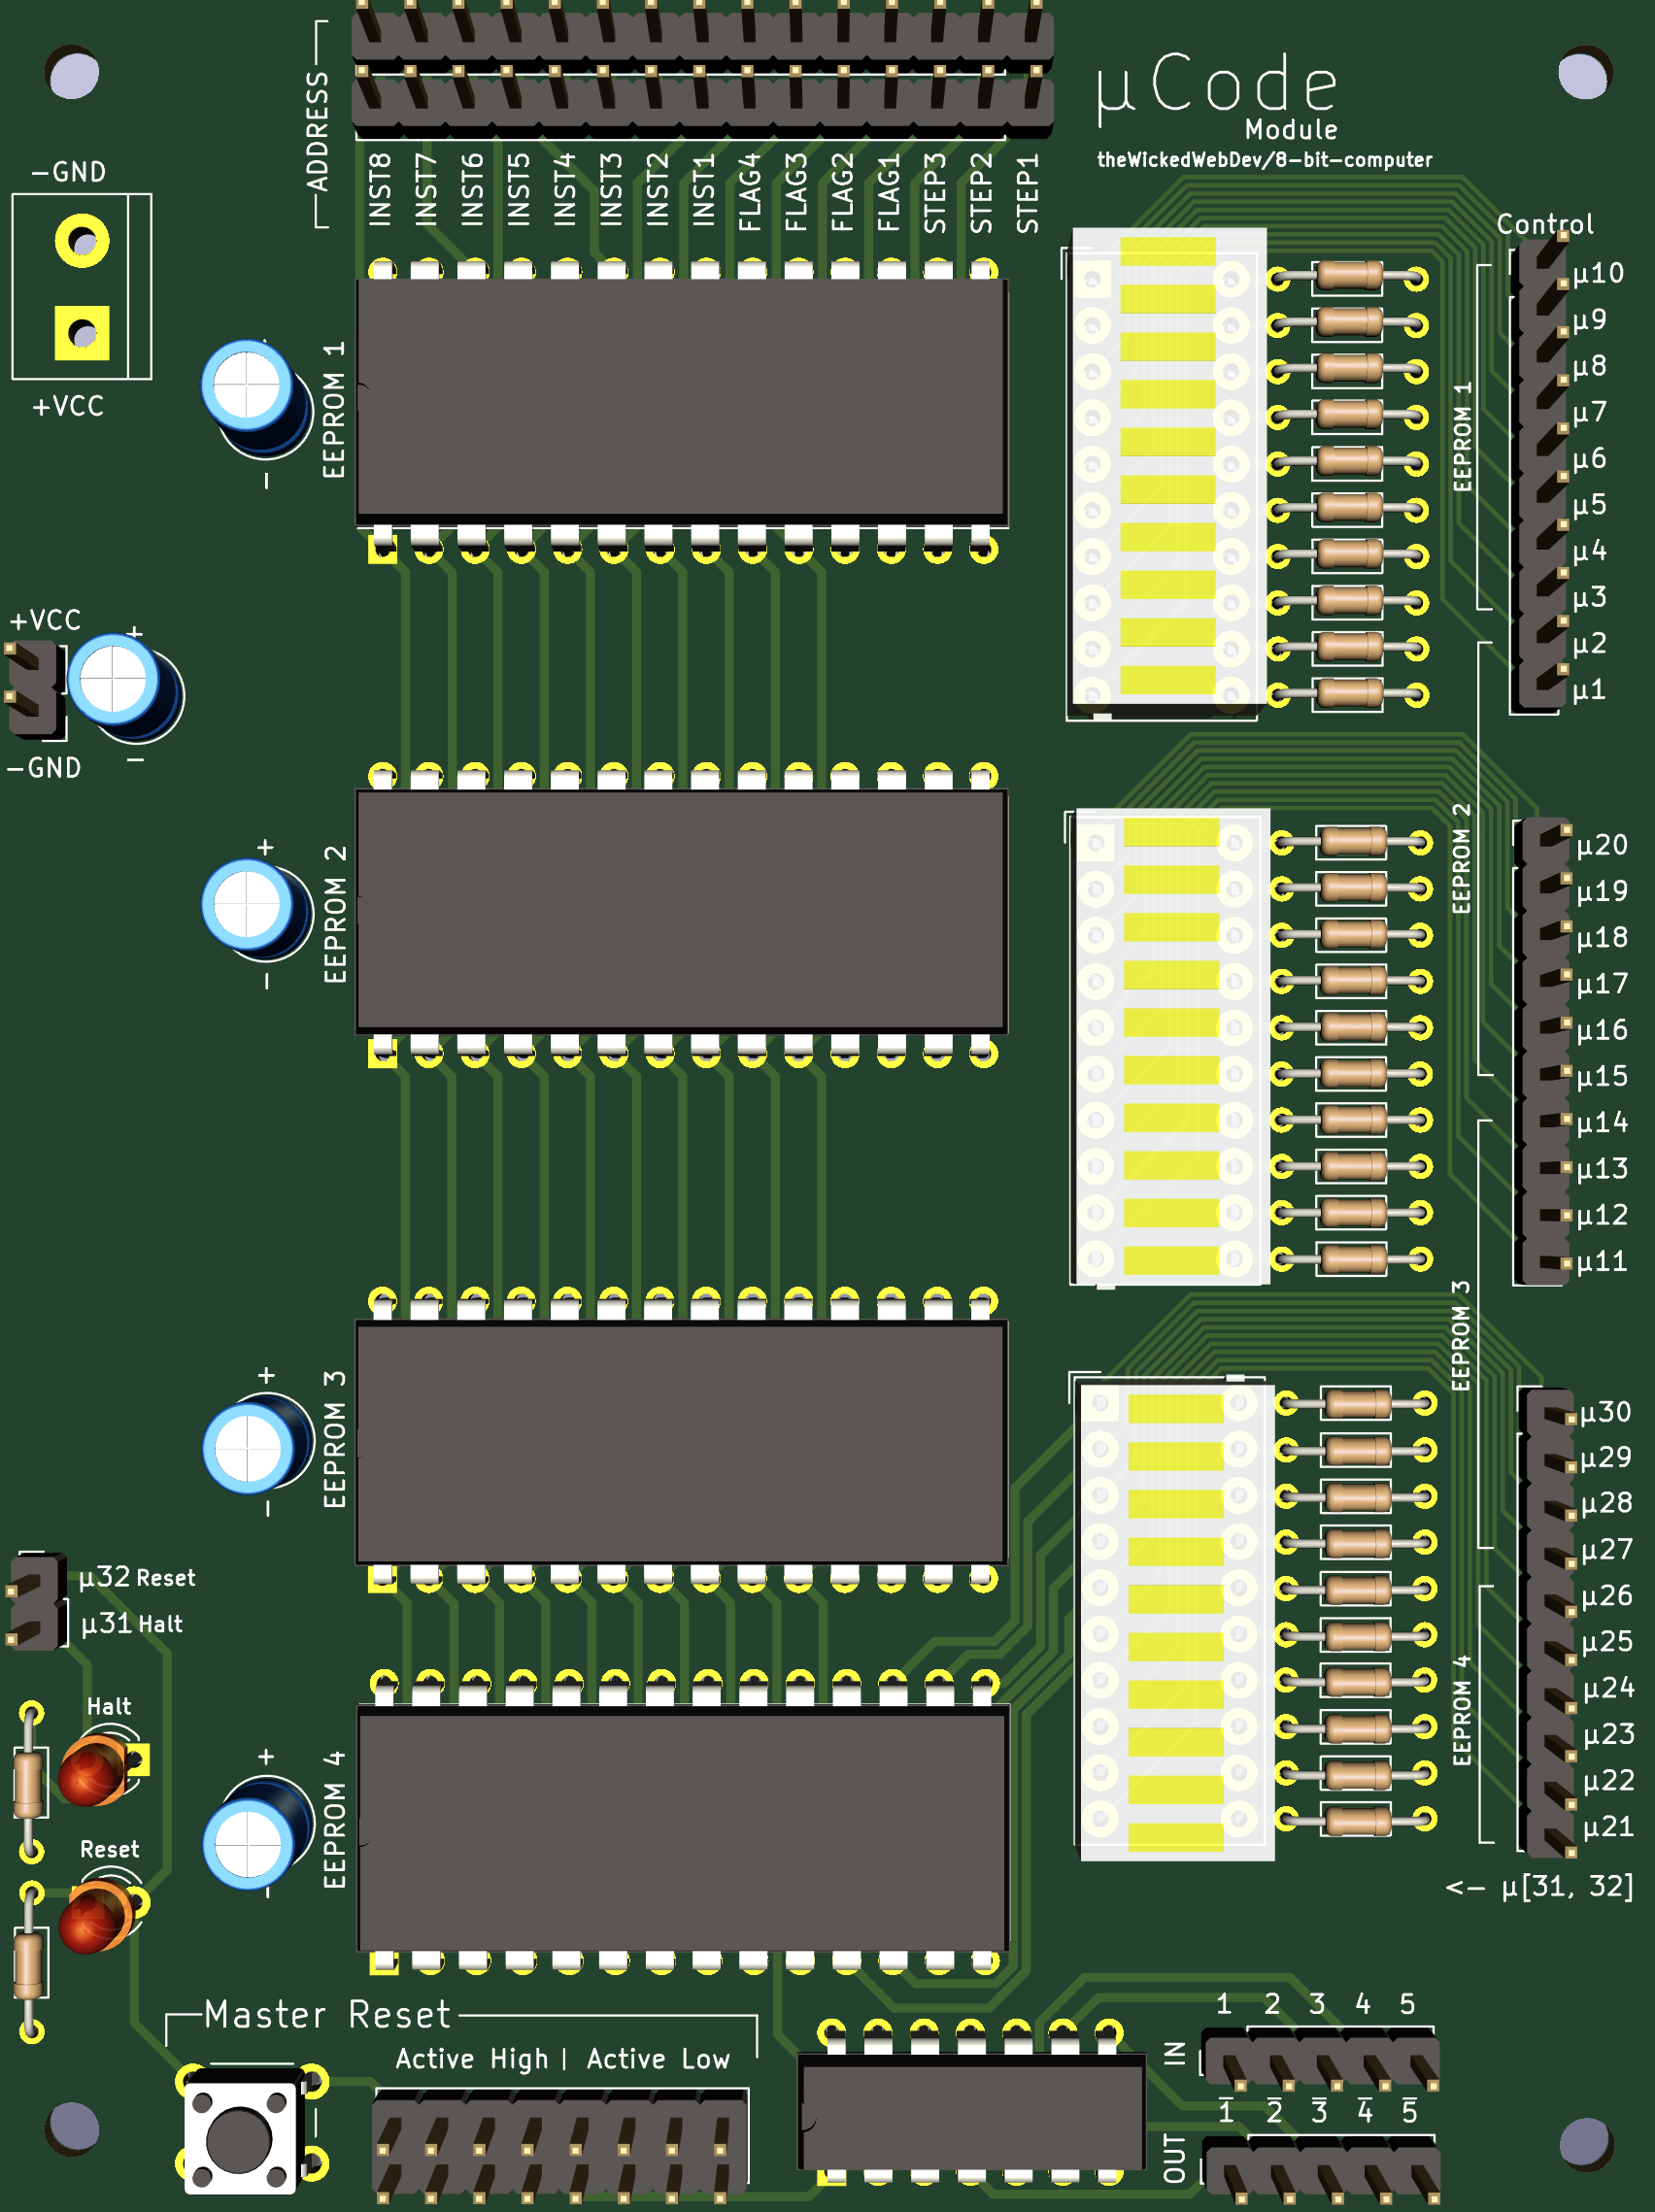 ADDRESS
INST8
INST7
INST6
INST5
INST4
INST3
INST2
INST1
FLAG4
FLAG3
FLAG2
FLAG1
STEP3
STEP2
STEP1
µCode
Module
theWickedWebDev/8-bit-computer
-GND
+VCC
Control
EEPROM 1
-
EEPROM 1
µ10
µ9
µ8
µ7
µ6
µ5
µ4
µ3
µ2
µ1
+VCC
+
-GND
-
+
-
EEPROM 2
EEPROM 2
µ20
µ19
µ18
µ17
µ16
µ15
µ14
µ13
µ12
µ11
+
-
EEPROM 3
EEPROM 3
µ30
µ29
µ28
µ27
µ26
µ25
µ24
µ23
µ22
µ21
µ32 Reset
µ31 Halt
Halt
Reset
+
-
EEPROM 4
EEPROM 4
<- µ[31, 32]
Master Reset
Active High | Active Low
IN
1 2 3 4 5
OUT
1̅ 2̅ 3̅ 4̅ 5̅